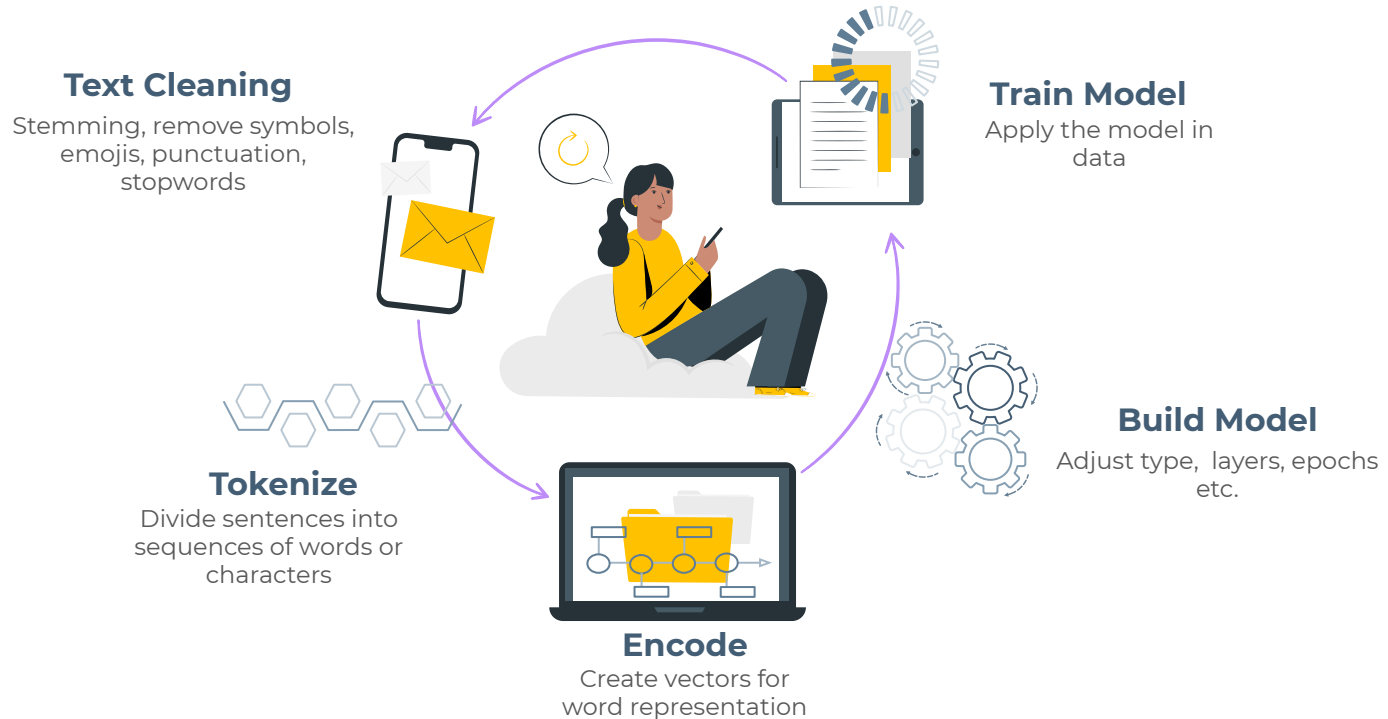 Text Cleaning
Stemming, remove symbols,
emojis, punctuation,
stopwords
Tokenize
Divide sentences into
sequences of words or
characters
Encode
Create vectors for
word representation
Build Model
Adjust type,  layers, epochs
etc.
Train Model
Apply the model in
data